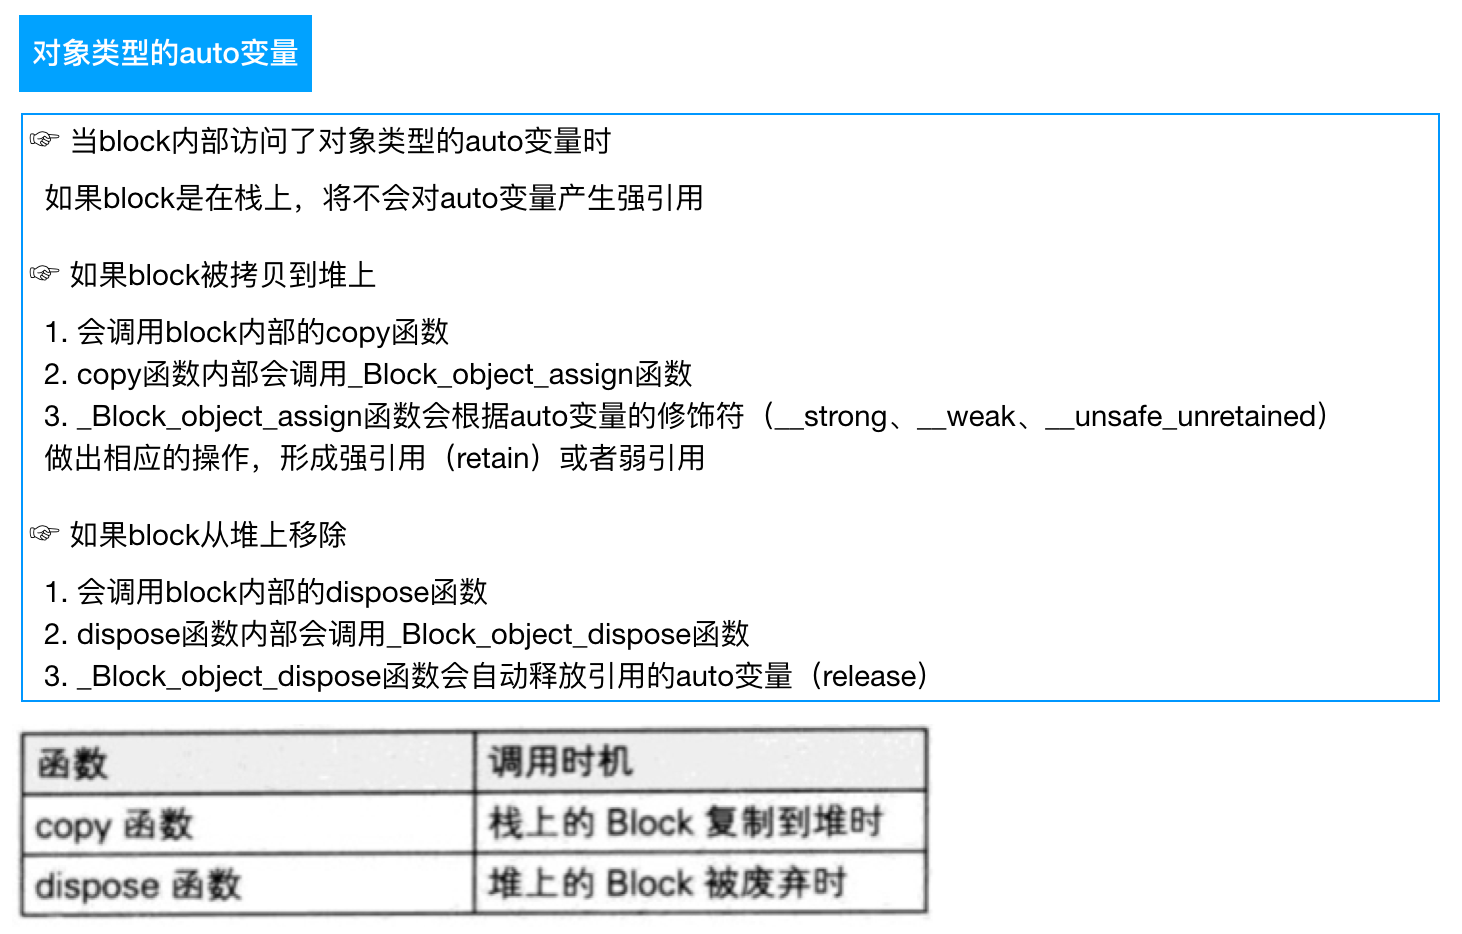 对象类型的auto变量
☞ 当block内部访问了对象类型的auto变量时
如果block是在栈上，将不会对auto变量产生强引用
☞ 如果block被拷贝到堆上
1. 会调用block内部的copy函数
2. copy函数内部会调用_Block_object_assign函数
3. _Block_object_assign函数会根据auto变量的修饰符（__strong、__weak、__unsafe_unretained）
做出相应的操作，形成强引用（retain）或者弱引用
☞ 如果block从堆上移除
1. 会调用block内部的dispose函数
2. dispose函数内部会调用_Block_object_dispose函数
3. _Block_object_dispose函数会自动释放引用的auto变量（release）
函数 调用时机
copy 函数 栈上的 Block 复制到堆时
dispose 函数 堆上的 Block 被废弃时